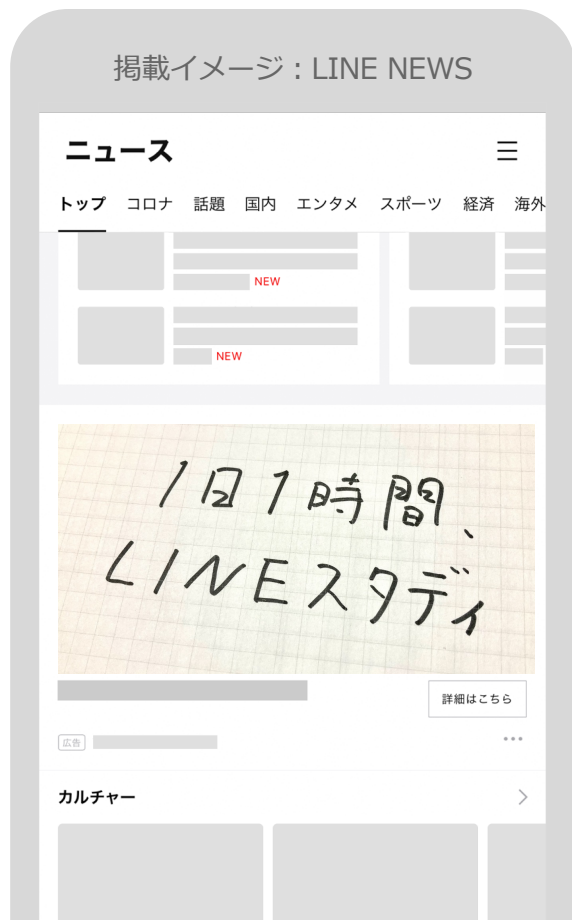 掲載イメージ：LINE NEWS
ニュース
トップ コロナ 話題 国内 エンタメ スポーツ 経済 海外
NEW
NEW
1日1時間、
LINEスタディ
詳細はこちら
広告
カルチャー